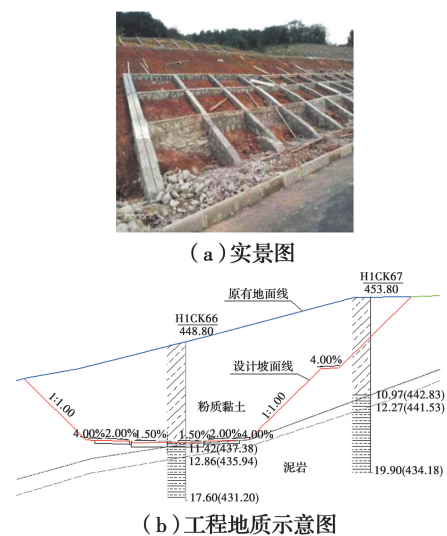 (a)实景图
H1CK67
453.80
原有地面线
H1CK66
448.80
4.00%
设计坡面线
1:1.00
粉质黏土
1:1.00
10.97(442.83)
12.27(441.53)
4.00%2.00%1.50%
1.50%2.00%4.00%
11.42(437.38)
12.86(435.94)
泥岩
19.90(434.18)
17.60(431.20)
(b)工程地质示意图